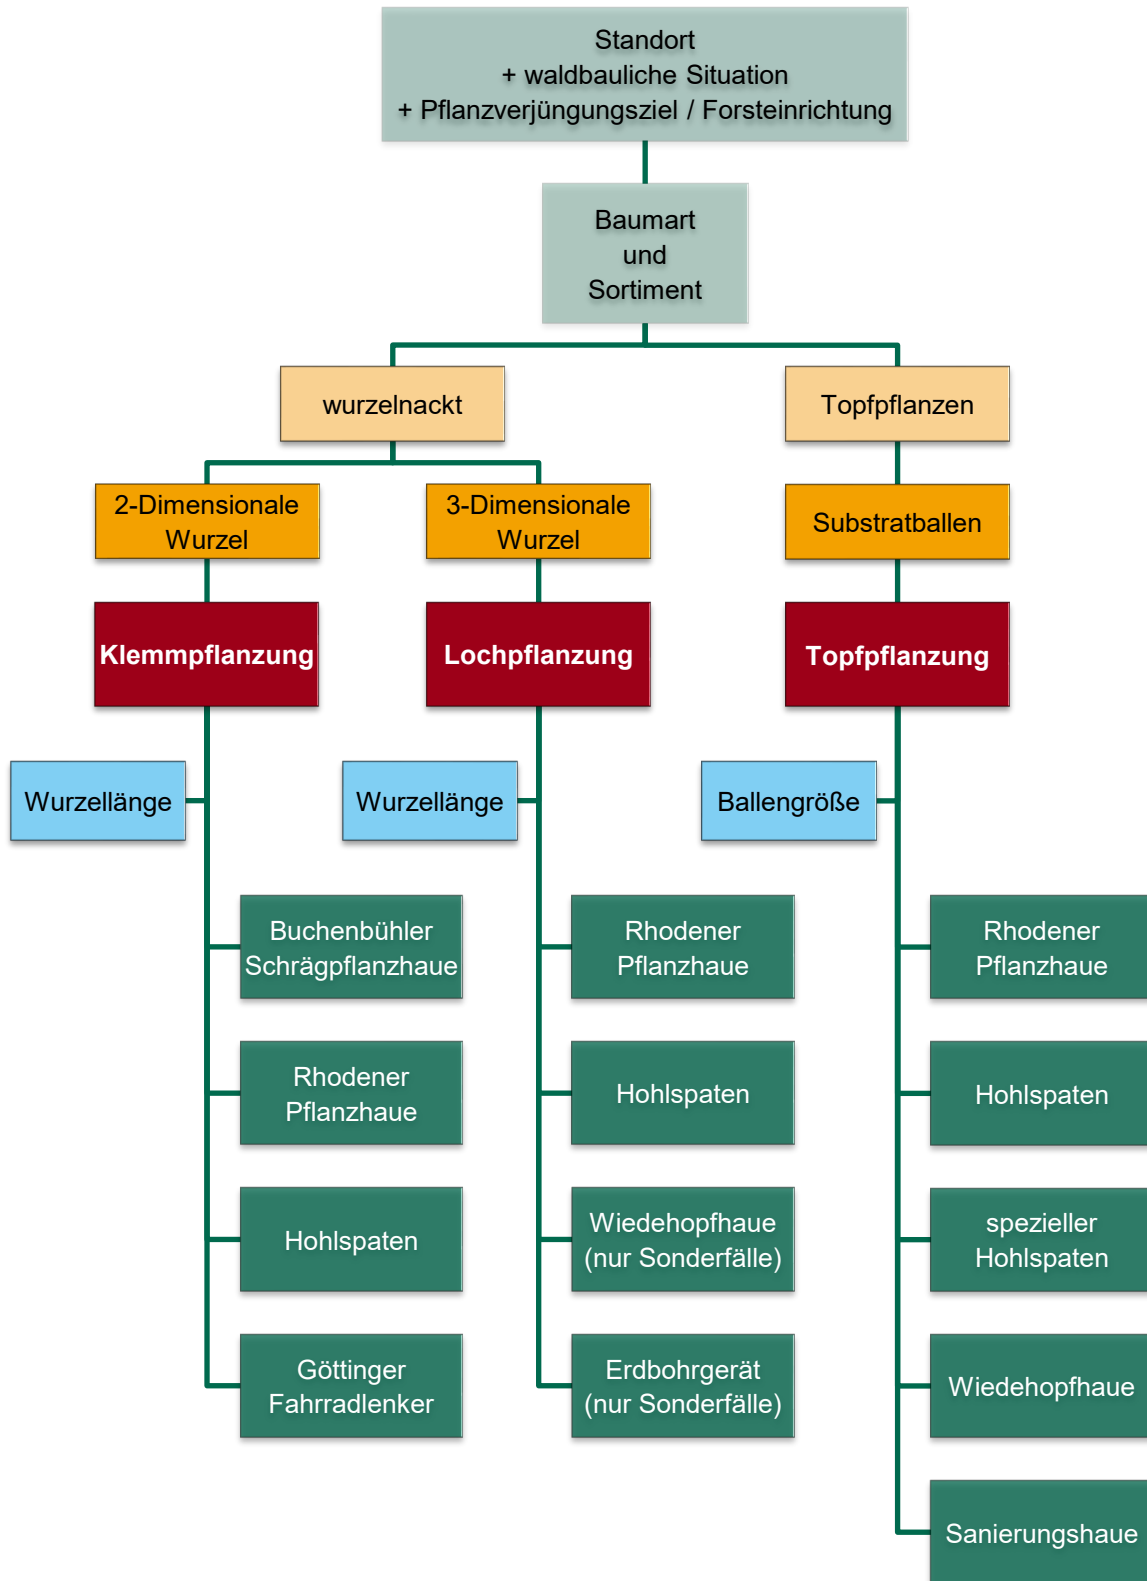 Standort
+ waldbauliche Situation
+ Pflanzverjüngungsziel / Forsteinrichtung
Baumart
und
Sortiment
wurzelnackt
Topfpflanzen
2-Dimensionale
Wurzel
3-Dimensionale
Wurzel
Substratballen
Klemmpflanzung
Lochpflanzung
Topfpflanzung
Wurzellänge
Wurzellänge
Ballengröße
Buchenbühler
Schrägpflanzhaue
Rhodener
Pflanzhaue
Rhodener
Pflanzhaue
Rhodener
Pflanzhaue
Hohlspaten
Hohlspaten
Hohlspaten
Wiedehopfhaue
(nur Sonderfälle)
spezieller
Hohlspaten
Göttinger
Fahrradlenker
Erdbohrgerät
(nur Sonderfälle)
Wiedehopfhaue
Sanierungshaue